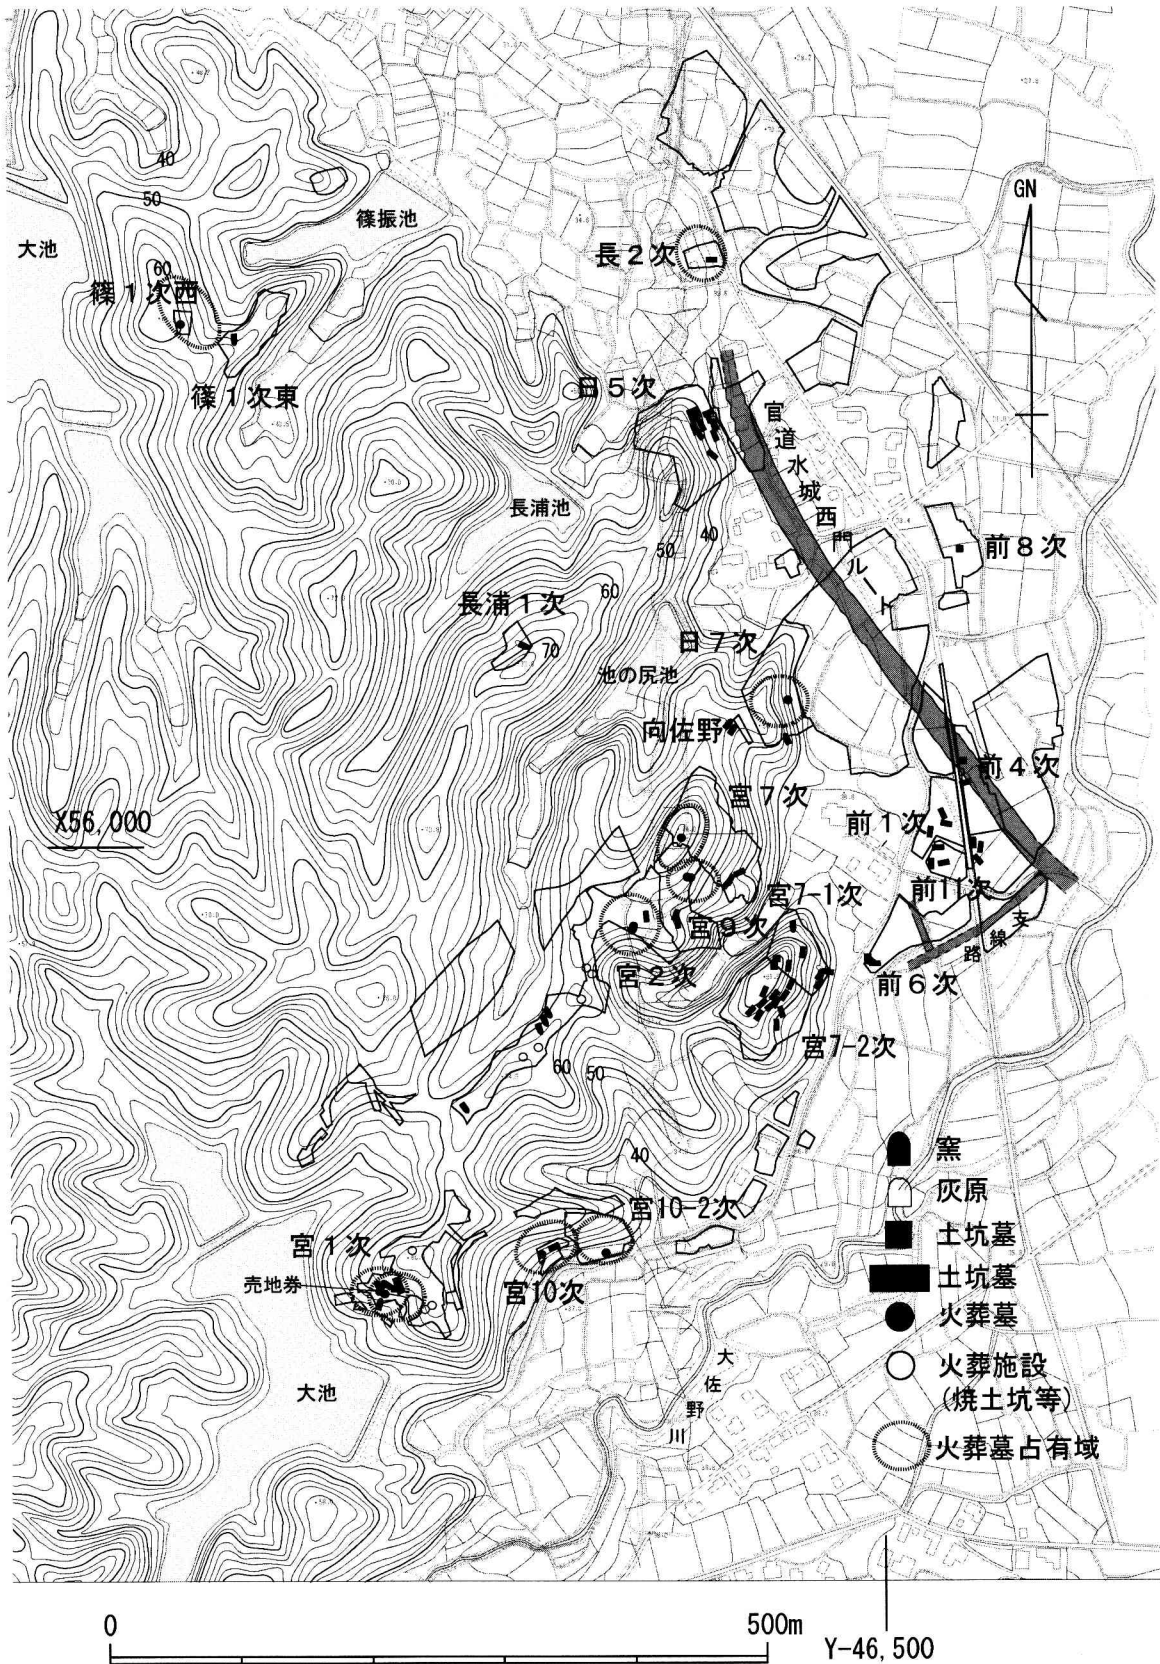 40
50
大池
篠振池
GN
長2次
60
篠1次西
篠1次東
日5次
官道水城西門ルート
長浦池
50
40
前8次
60
長浦1次
70
日7次
池の尻池
向佐野
前4次
宮7次
X56,000
前1次
前11次
宮7-1次
宮9次
支線路
宮2次
前6次
宮7-2次
60
50
40
窯
灰原
宮10-2次
宮1次
土坑墓
売地券
土坑墓
宮10次
火葬墓
火葬施設
(焼土坑等)
大池
大佐野川
火葬墓占有域
0
500m
Y-46,500